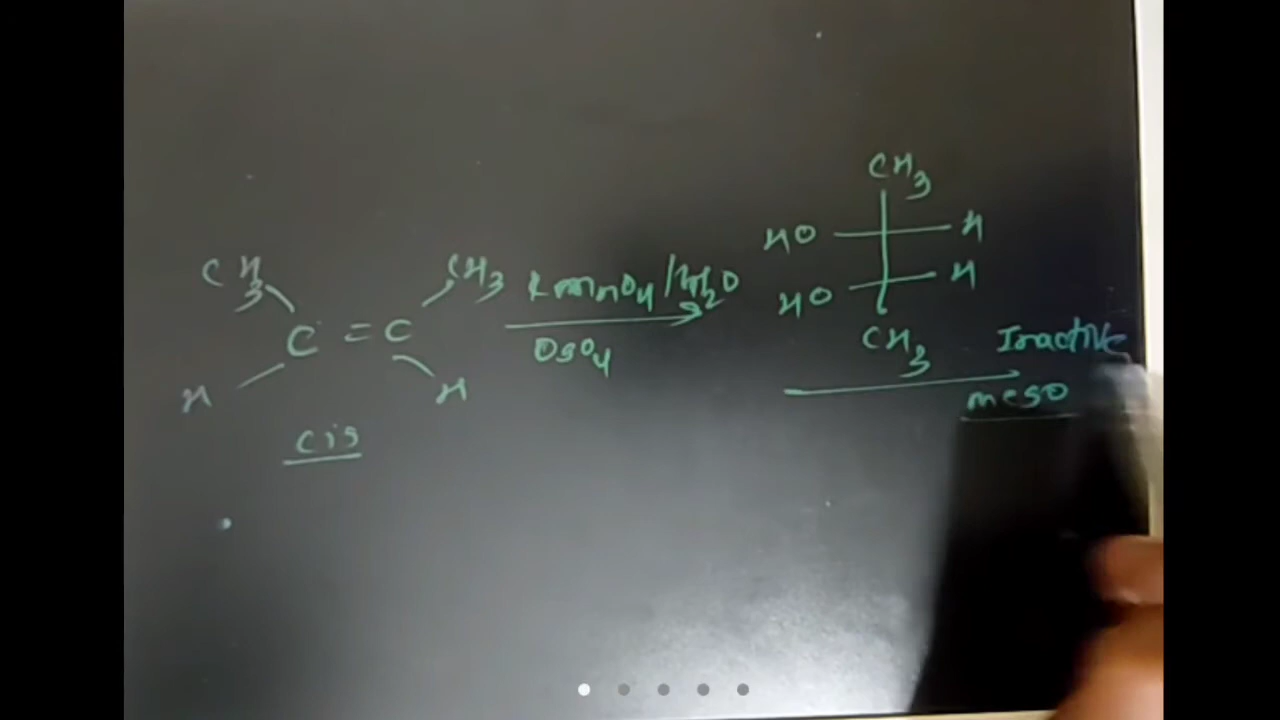 CH3
HO H
CH3 CH3 KMnO4/H2O
HO H
C = C OsO4
CH3 Inactive
H H meso
cis